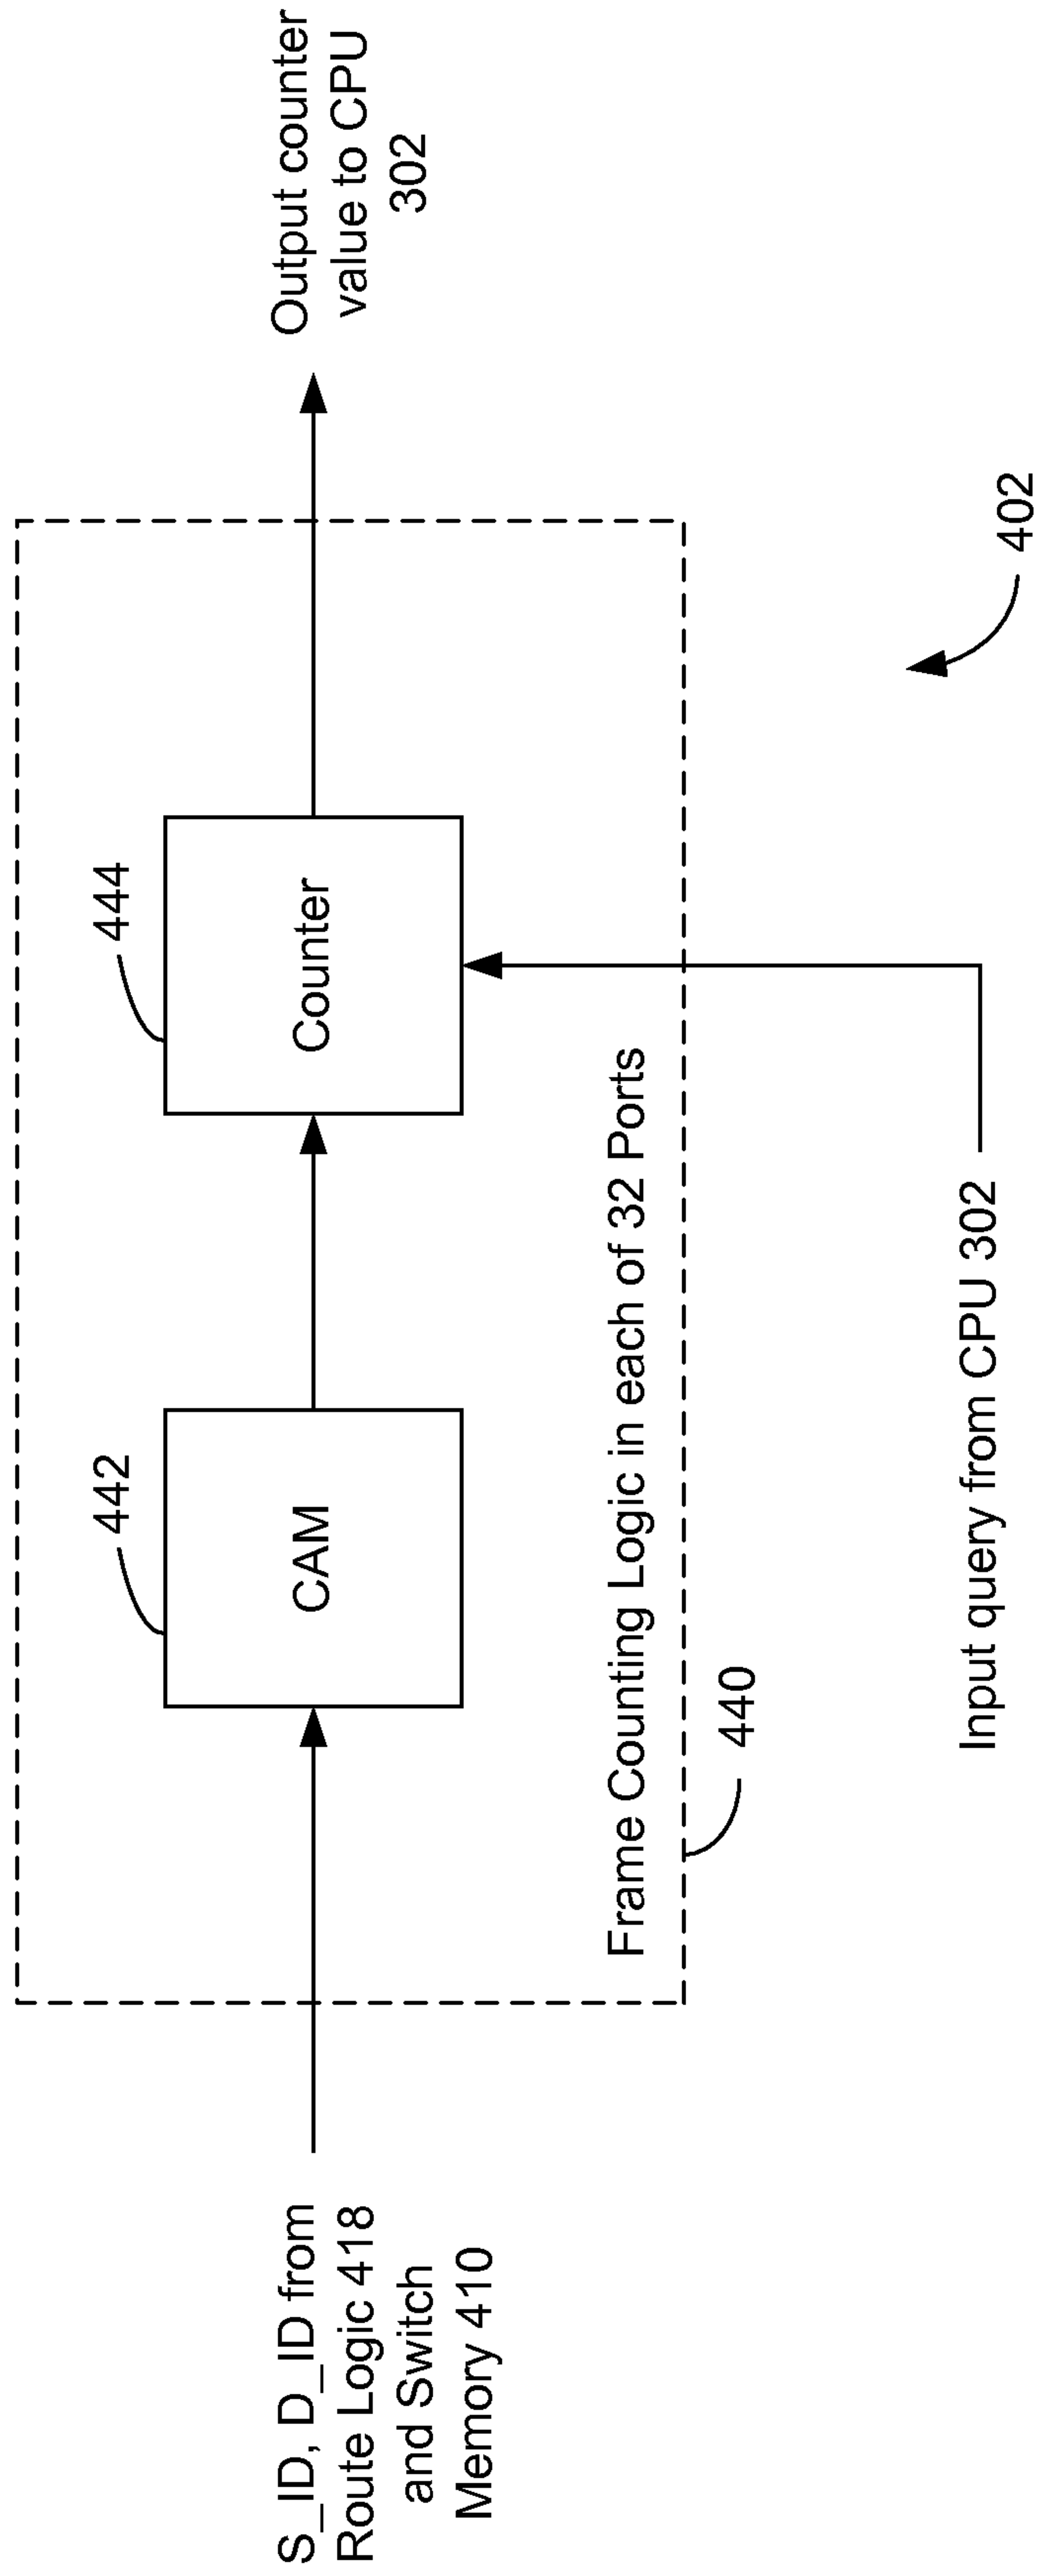 S_ID, D_ID from
Route Logic 418
and Switch
Memory 410
442
CAM
444
Counter
Output counter
value to CPU
302
Frame Counting Logic in each of 32 Ports
440
Input query from CPU 302
402